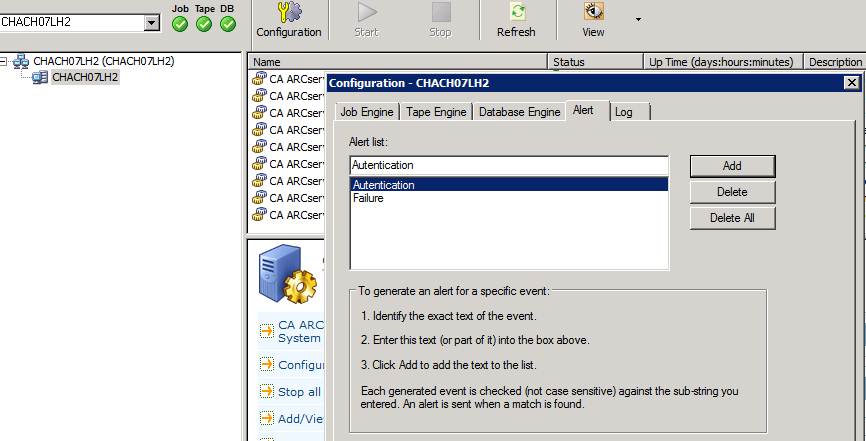 CHACH07LH2
Job Tape DB
Configuration
Start
Stop
Refresh
View
CHACH07LH2 (CHACH07LH2)
CHACH07LH2
Name
Status
Up Time (days:hours:minutes)
Description
CA ARCserv
CA ARCserv
CA ARCserv
CA ARCserv
CA ARCserv
CA ARCserv
CA ARCserv
CA ARCserv
CA ARCserv
CA ARC
System
Configu
Stop all
Add/Vie
Configuration - CHACH07LH2
Job Engine
Tape Engine
Database Engine
Alert
Log
Alert list:
Autentication
Autentication
Failure
Add
Delete
Delete All
To generate an alert for a specific event:
1. Identify the exact text of the event.
2. Enter this text (or part of it) into the box above.
3. Click Add to add the text to the list.
Each generated event is checked (not case sensitive) against the sub-string you
entered. An alert is sent when a match is found.